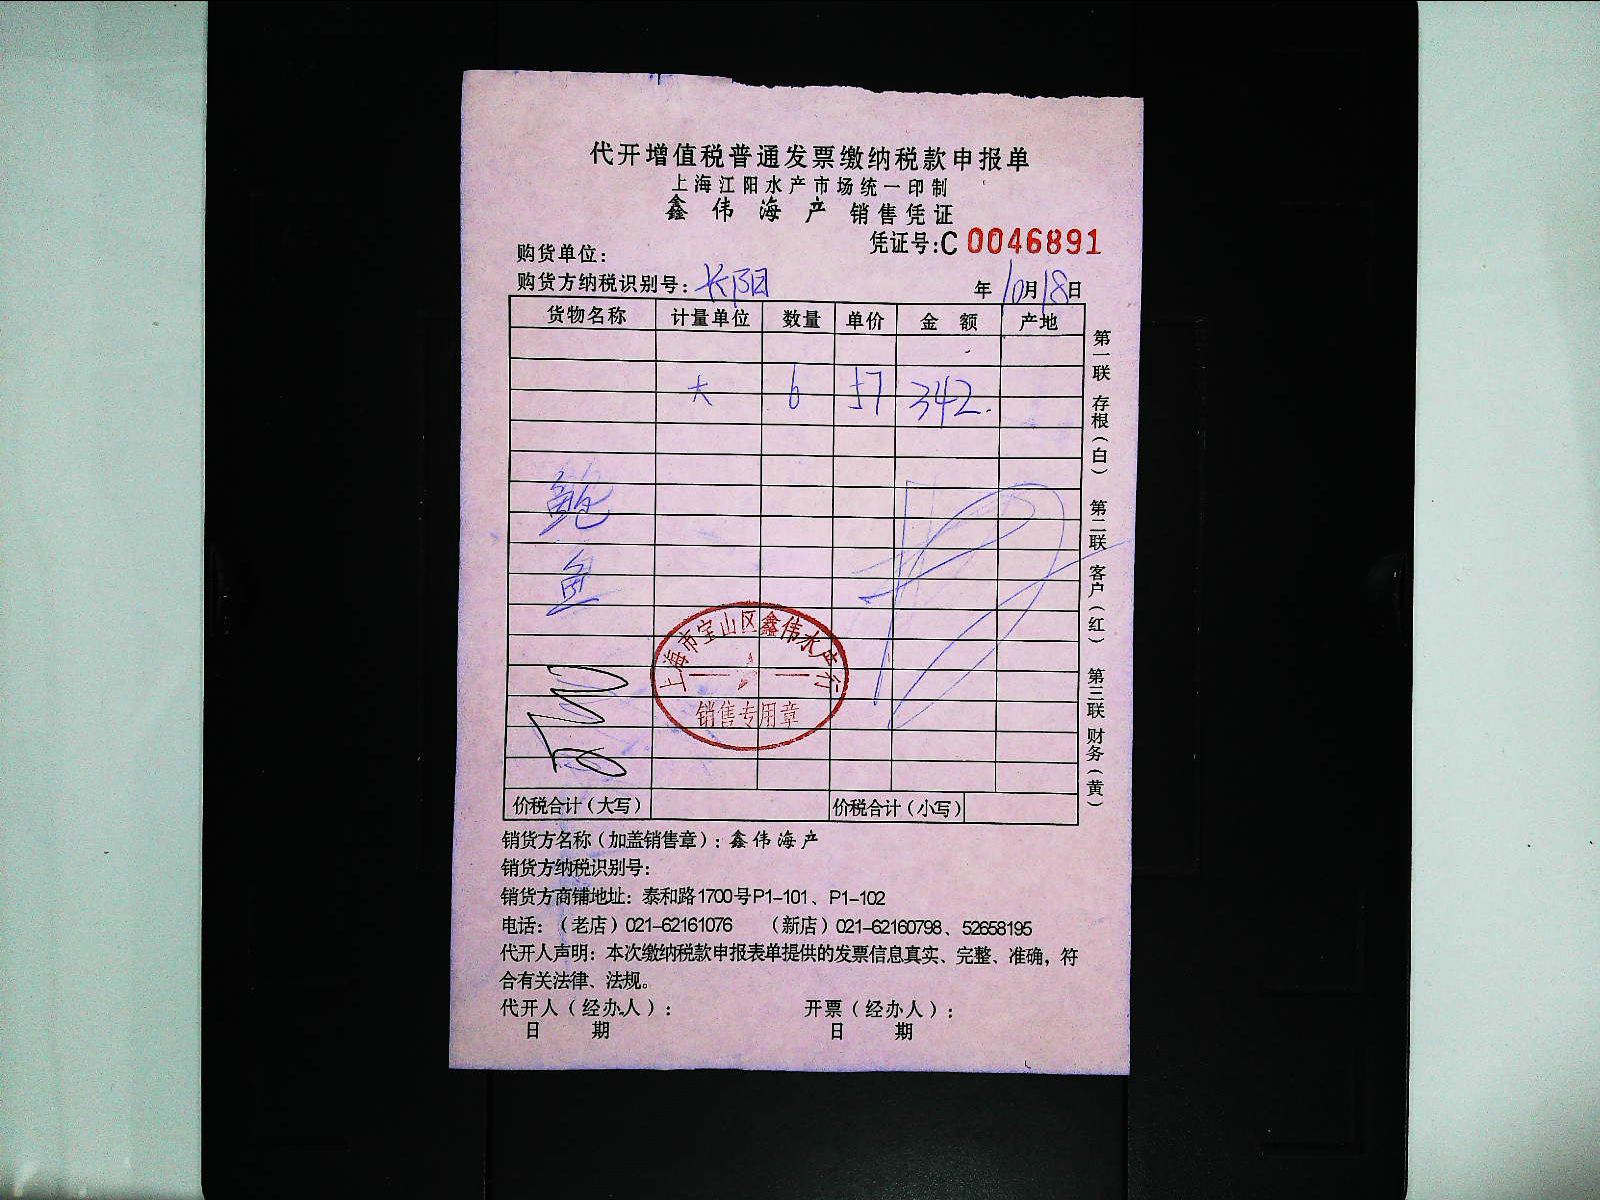 代开增值税普通发票缴纳税款申报单
上海江阳水产市场统一印制
鑫伟海产 销售凭证
凭证号:C 0046891
购货单位:
购货方纳税识别号: 长阳 年10月18日
货物名称 计量单位 数量 单价 金额 产地
大 6 57 342.
鲍
鱼
上海市宝山区鑫伟水产行
销售专用章
价税合计(大写) 价税合计(小写)
第一联 存根(白) 第二联 客户(红) 第三联 财务(黄)
销货方名称(加盖销售章): 鑫伟海产
销货方纳税识别号:
销货方商铺地址: 泰和路1700号P1-101、P1-102
电话: (老店)021-62161076 (新店)021-62160798、52658195
代开人声明: 本次缴纳税款申报表单提供的发票信息真实、完整、准确, 符
合有关法律、法规。
代开人(经办人): 开票(经办人):
日 期 日 期